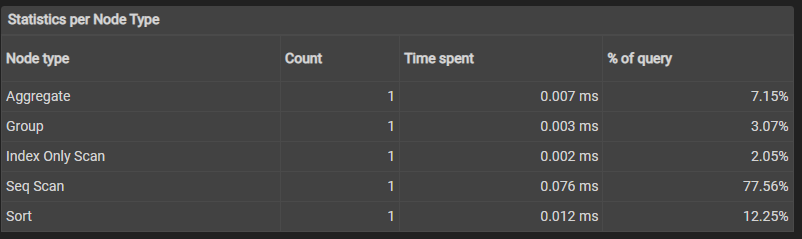 Statistics per Node Type
Node type Count Time spent % of query
Aggregate 1 0.007 ms 7.15%
Group 1 0.003 ms 3.07%
Index Only Scan 1 0.002 ms 2.05%
Seq Scan 1 0.076 ms 77.56%
Sort 1 0.012 ms 12.25%